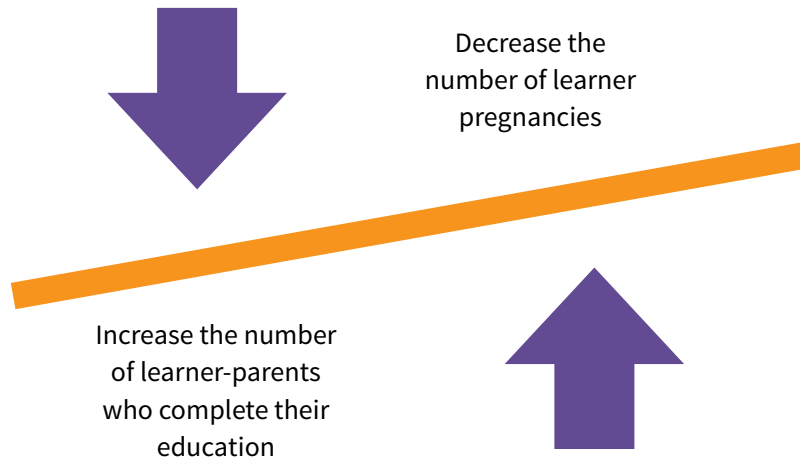 Decrease the
number of learner
pregnancies
Increase the number
of learner-parents
who complete their
education